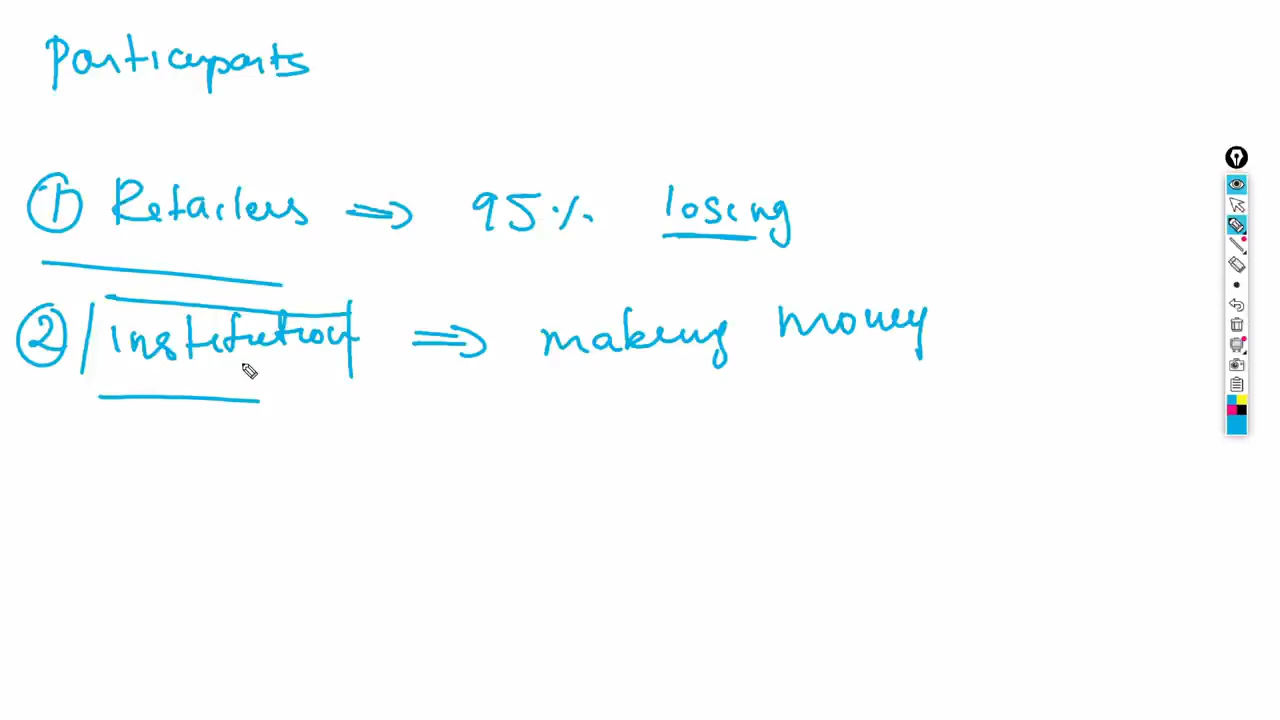 Participants
① Retailers ⇒ 95% losing
② Institution ⇒ making money